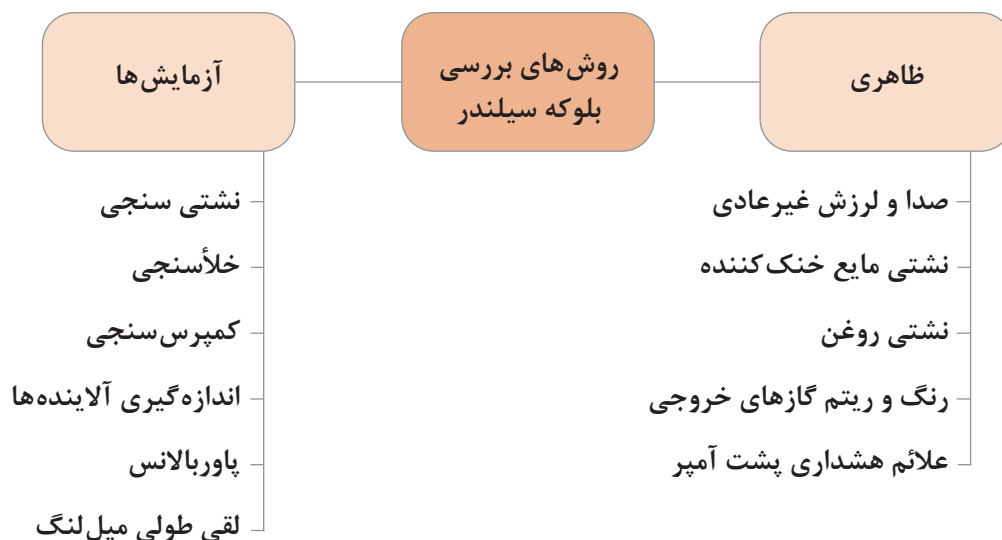 ظاهری
روش‌های بررسی
بلوکه سیلندر
آزمایش‌ها
صدا و لرزش غیرعادی
نشتی مایع خنک‌کننده
نشتی روغن
رنگ و ریتم گازهای خروجی
علائم هشداری پشت آمپر
نشتی سنجی
خلأسنجی
کمپرس‌سنجی
اندازه‌گیری آلاینده‌ها
پاوربالانس
لقی طولی میل‌لنگ